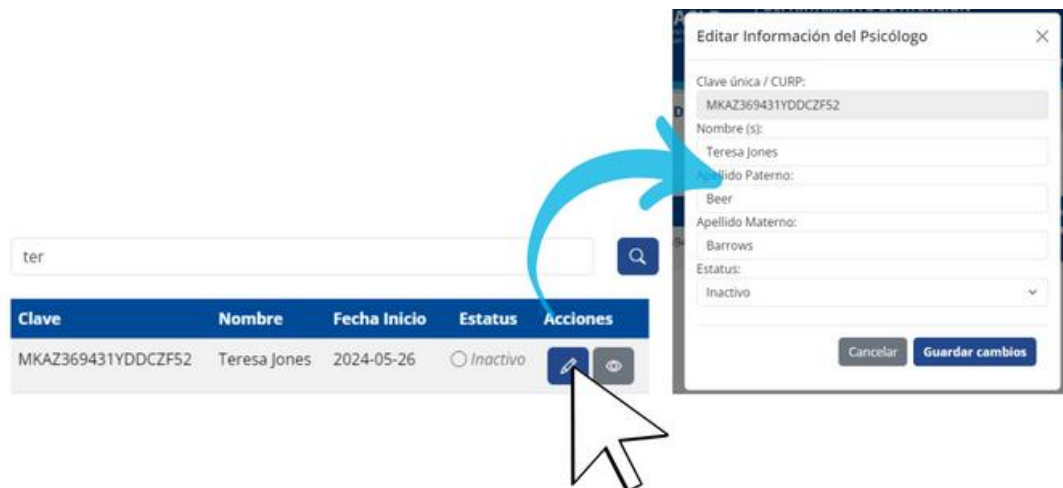 ter
Clave Nombre Fecha Inicio Estatus Acciones
MKAZ369431YDDCZF52 Teresa Jones 2024-05-26 Inactivo
Editar Información del Psicólogo
Clave única / CURP:
MKAZ369431YDDCZF52
Nombre (s):
Teresa Jones
Apellido Paterno:
Beer
Apellido Materno:
Barrows
Estatus:
Inactivo
Cancelar Guardar cambios